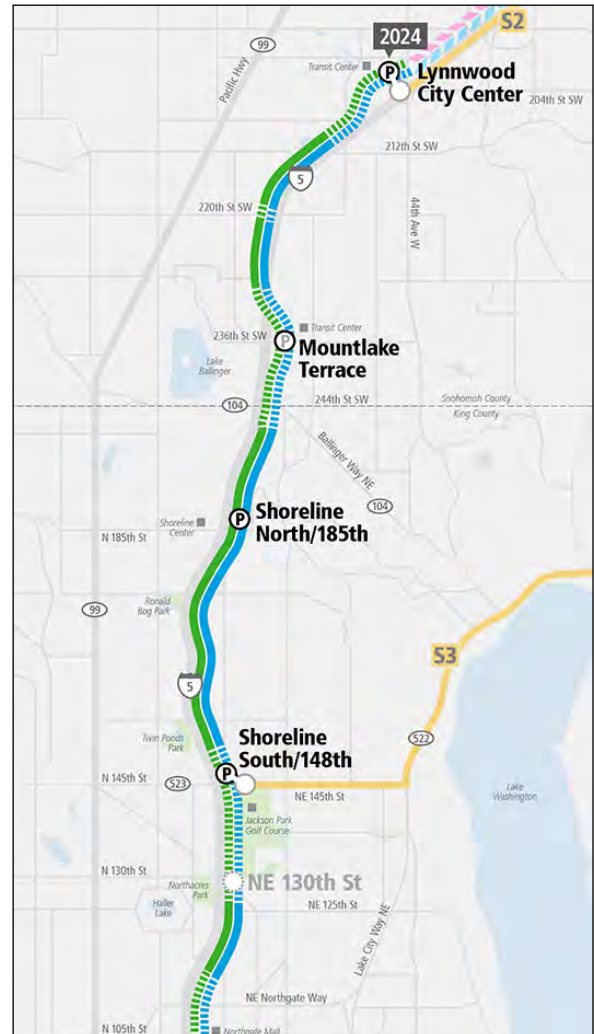 S2
2024
99
Transit Center
Lynnwood
City Center
Pacific Hwy
P
204th St SW
212th St SW
5
220th St SW
44th Ave W
236th St SW
P
Transit Center
Mountlake
Terrace
Lake
Ballinger
104
244th St SW
Snohomish County
King County
Ballinger Way NE
104
Shoreline
North/185th
P
Shoreline
Center
N 185th St
Ronald
Bog Park
99
S3
5
522
Twin Ponds
Park
Shoreline
South/148th
P
N 145th St
523
NE 145th St
Lake
Washington
Jackson Park
Golf Course
N 130th St
Northacres
Park
NE 130th St
Haller
Lake
NE 125th St
Lake City Way NE
NE Northgate Way
N 105th St
Northgate Mall